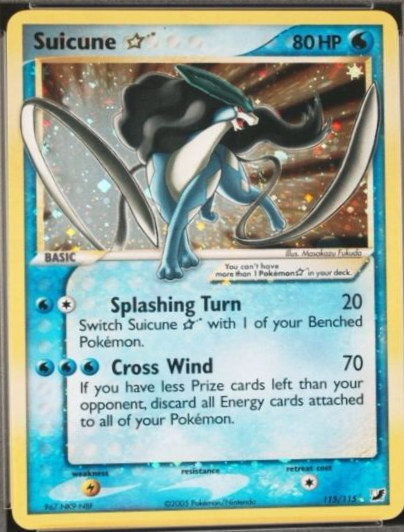 Suicune ☆ 80 HP
Illus. Masakazu Fukuda
BASIC
You can't have
more than 1 Pokémon☆ in your deck.
Splashing Turn 20
Switch Suicune ☆ with 1 of your Benched
Pokémon.
Cross Wind 70
If you have less Prize cards left than your
opponent, discard all Energy cards attached
to all of your Pokémon.
weakness resistance retreat cost
©2005 Pokémon/Nintendo 115/115